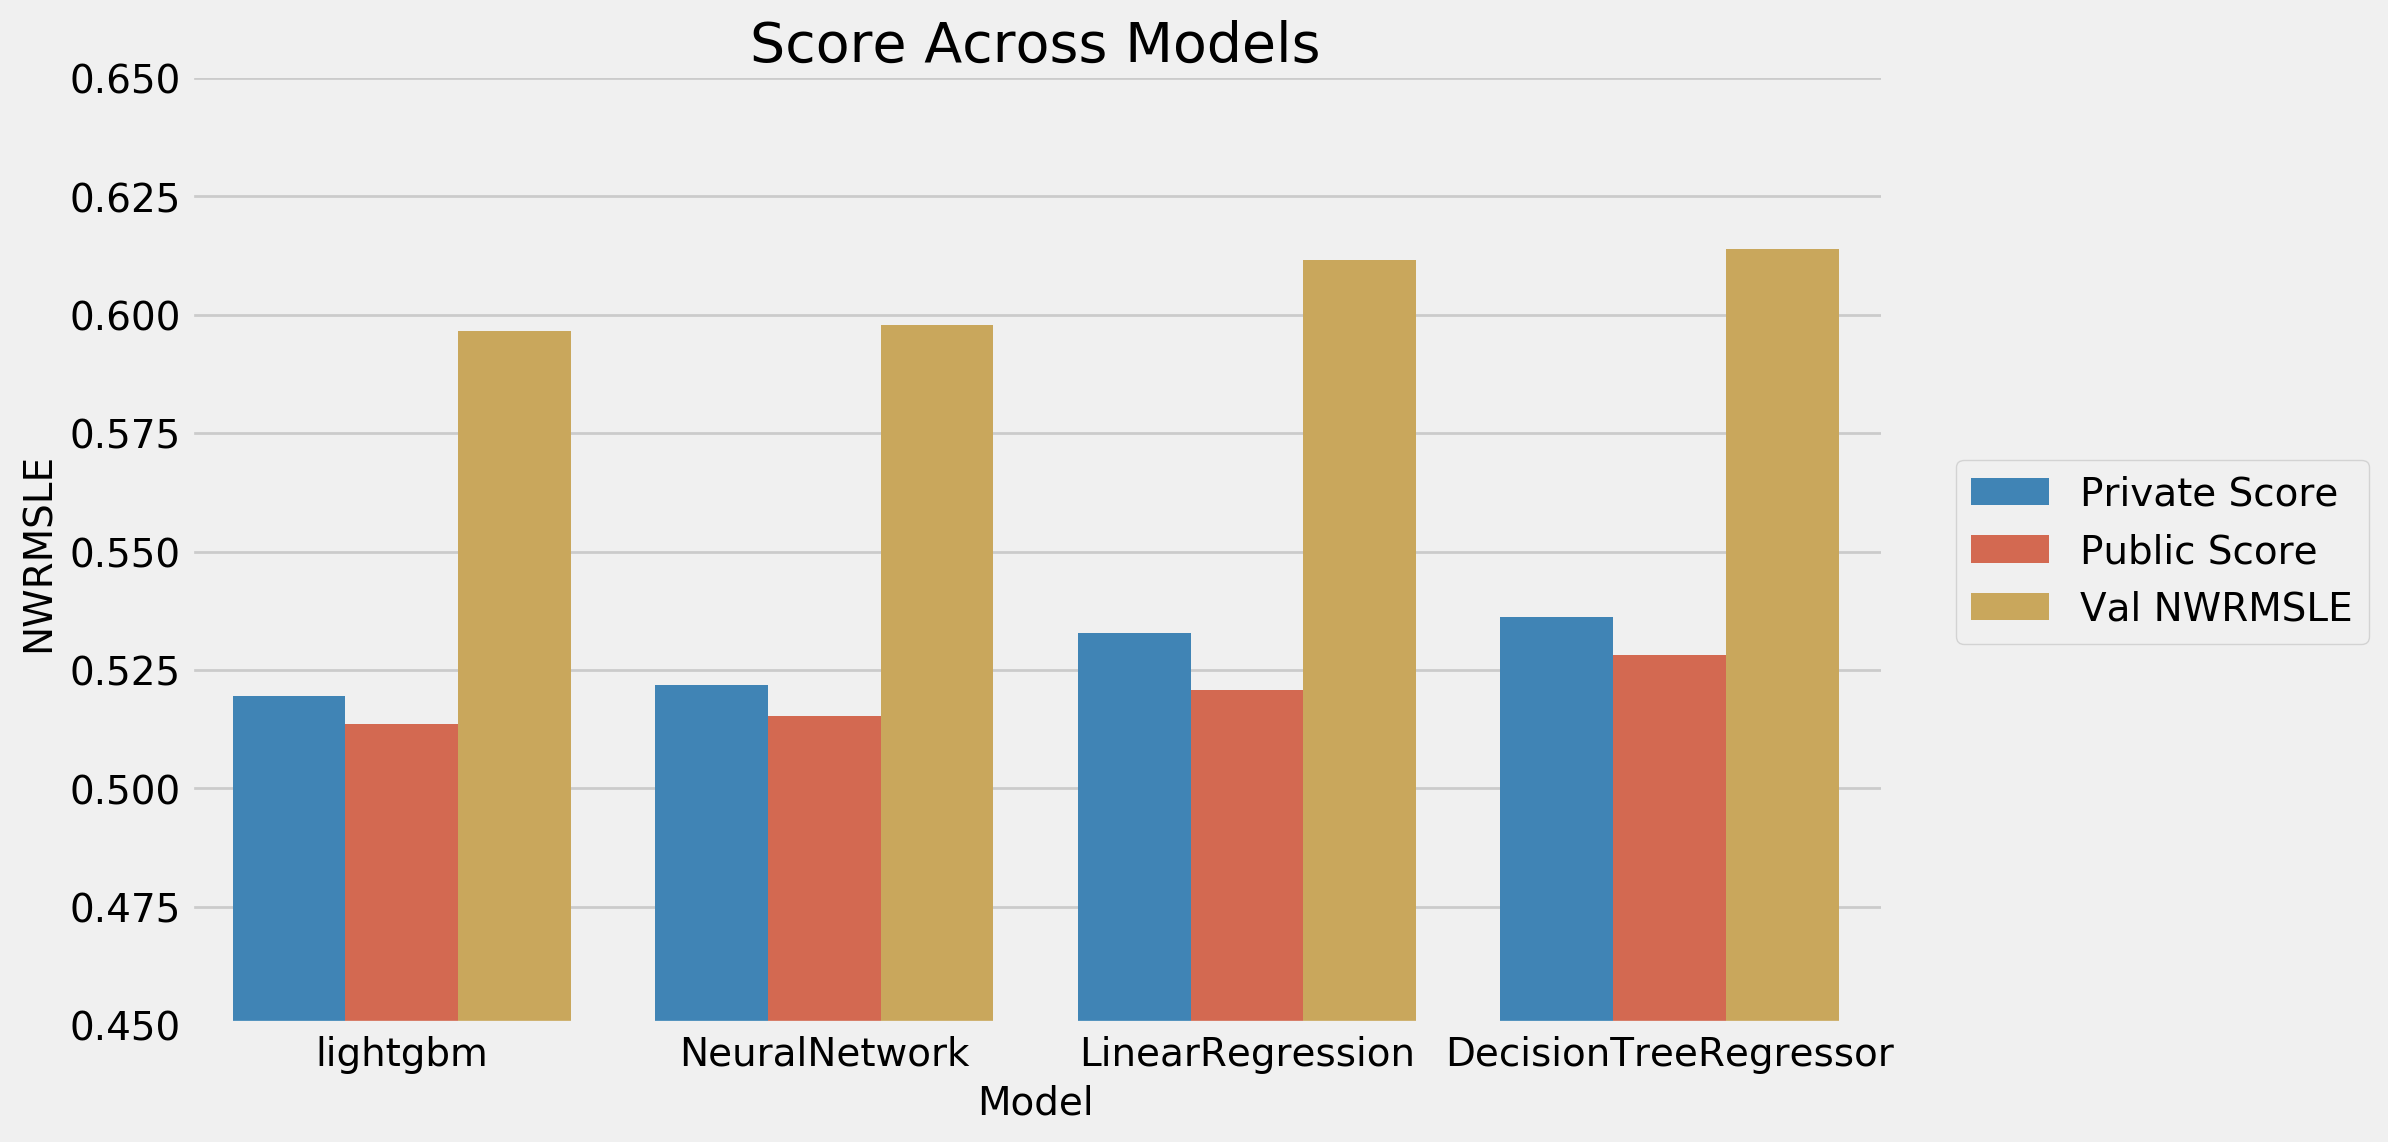 Score Across Models
0.650
0.625
0.600
0.575
0.550
0.525
0.500
0.475
0.450
NWRMSLE
lightgbm
NeuralNetwork
LinearRegression
DecisionTreeRegressor
Model
Private Score
Public Score
Val NWRMSLE